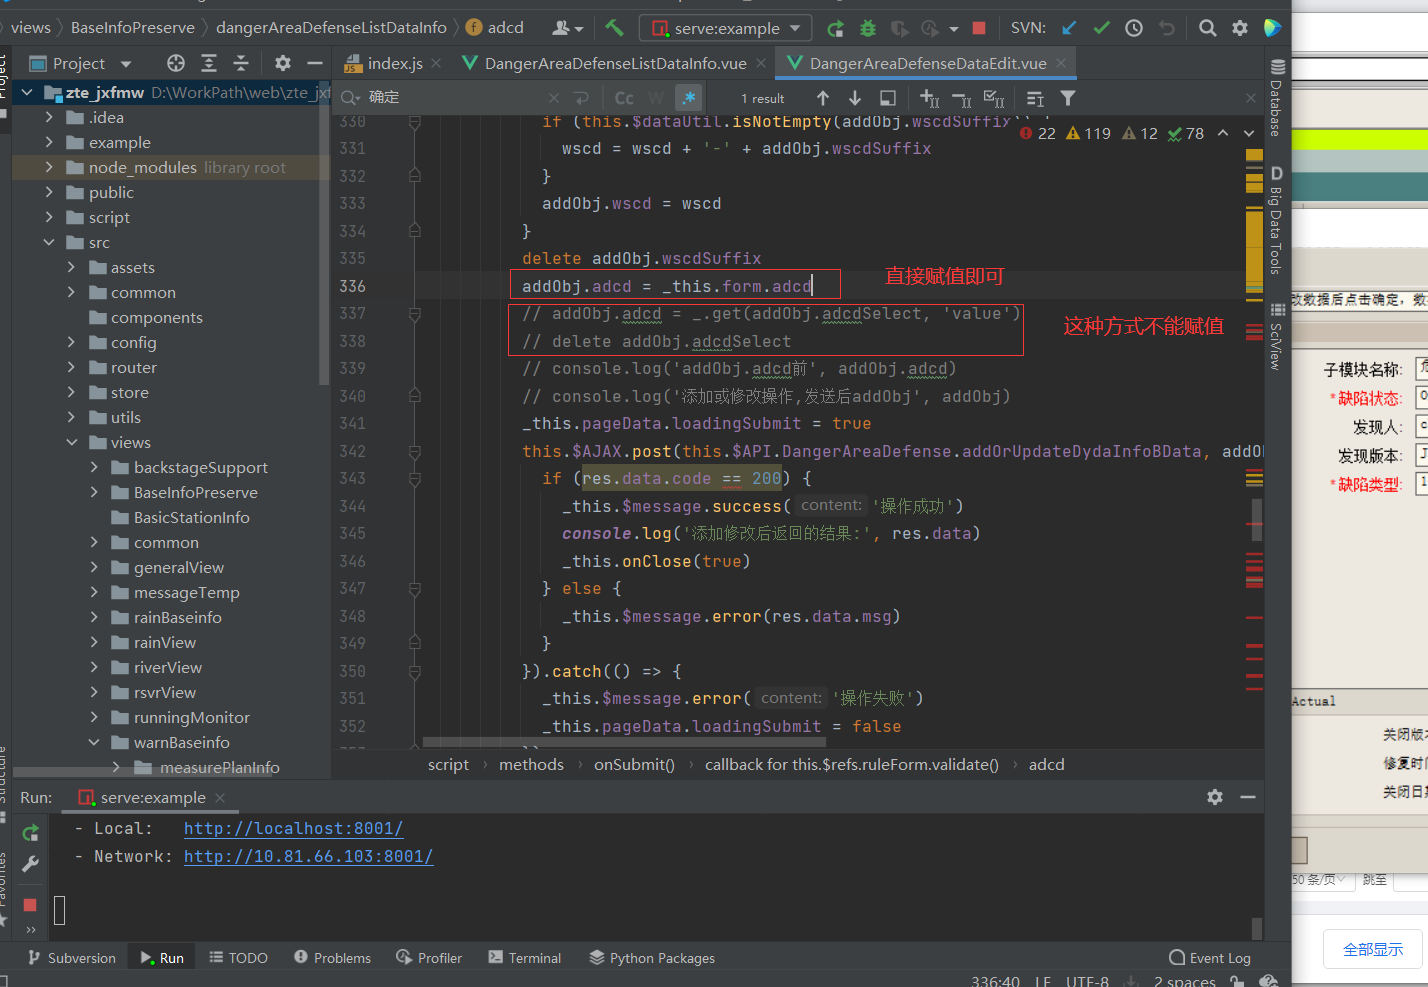 views
BaseInfoPreserve
dangerAreaDefenseListDataInfo
adcd
serve:example
SVN:
Project
index.js
DangerAreaDefenseListDataInfo.vue
DangerAreaDefenseDataEdit.vue
zte_jxfmw D:\WorkPath\web\zte_jxf
确定
Cc
W
.*
1 result
.idea
example
node_modules library root
public
script
src
assets
common
components
config
router
store
utils
views
backstageSupport
BaseInfoPreserve
BasicStationInfo
common
generalView
messageTemp
rainBaseinfo
rainView
riverView
rsvrView
runningMonitor
warnBaseinfo
measurePlanInfo
22 119 12 78
330 if (this.$dataUtil.isNotEmpty(addObj.wscdSuffix
331 wscd = wscd + '-' + addObj.wscdSuffix
332 }
333 addObj.wscd = wscd
334 }
335 delete addObj.wscdSuffix
336 addObj.adcd = _this.form.adcd
直接赋值即可
337 // addObj.adcd = _.get(addObj.adcdSelect, 'value')
这种方式不能赋值
338 // delete addObj.adcdSelect
339 // console.log('addObj.adcd前', addObj.adcd)
340 // console.log('添加或修改操作,发送后addObj', addObj)
341 _this.pageData.loadingSubmit = true
342 this.$AJAX.post(this.$API.DangerAreaDefense.addOrUpdateDydaInfoBData, addO
343 if (res.data.code == 200) {
344 _this.$message.success( content: '操作成功')
345 console.log('添加修改后返回的结果:', res.data)
346 _this.onClose(true)
347 } else {
348 _this.$message.error(res.data.msg)
349 }
350 }).catch(() => {
351 _this.$message.error( content: '操作失败')
352 _this.pageData.loadingSubmit = false
script
methods
onSubmit()
callback for this.$refs.ruleForm.validate()
adcd
Database
Big Data Tools
SciView
Project
Structure
Favorites
Run:
serve:example
- Local: http://localhost:8001/
- Network: http://10.81.66.103:8001/
Subversion
Run
TODO
Problems
Profiler
Terminal
Python Packages
Event Log
336:40 LF UTF-8 2 spaces
改数据后点击确定，数
子模块名称:
*缺陷状态:
发现人:
发现版本:
*缺陷类型:
Actual
关闭版本
修复时间
关闭日期
50 条/页
跳至
全部显示